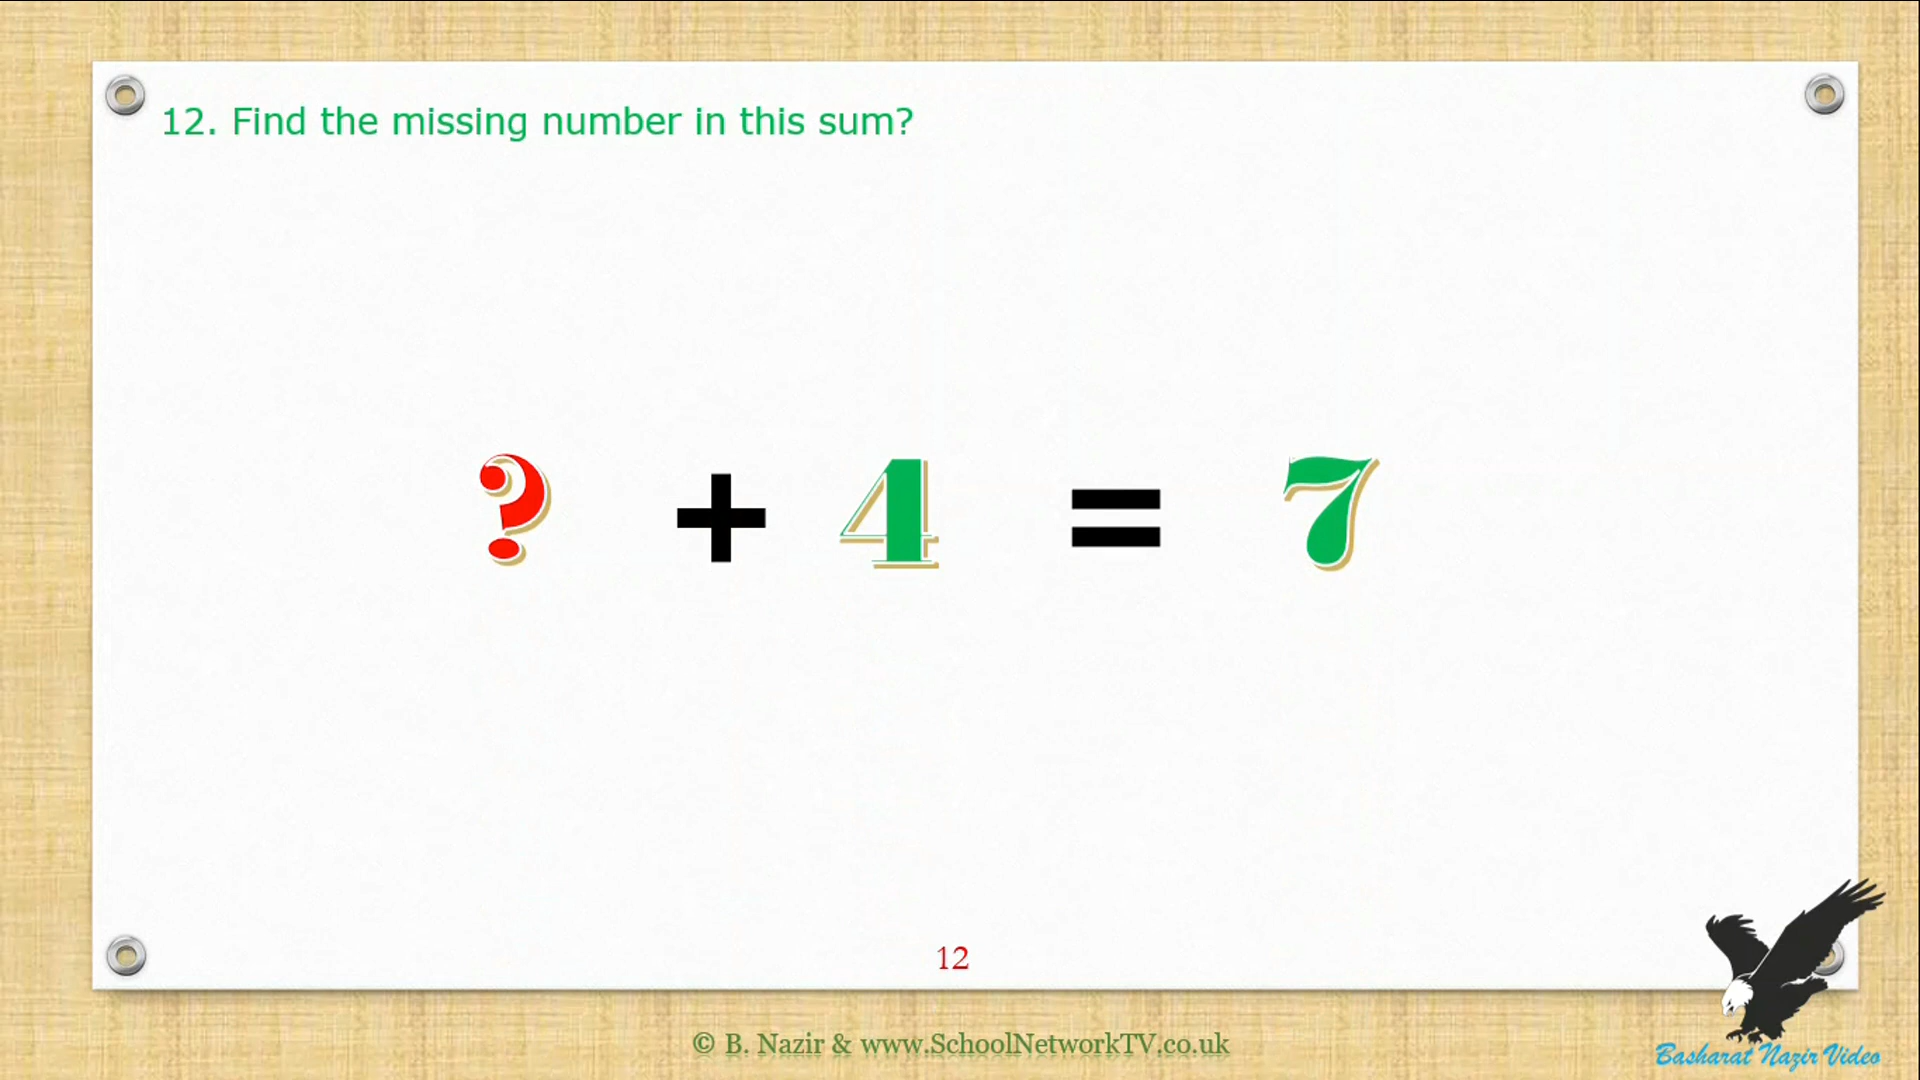 12. Find the missing number in this sum?
? + 4 = 7
12
© B. Nazir & www.SchoolNetworkTV.co.uk
Basharat Nazir Video